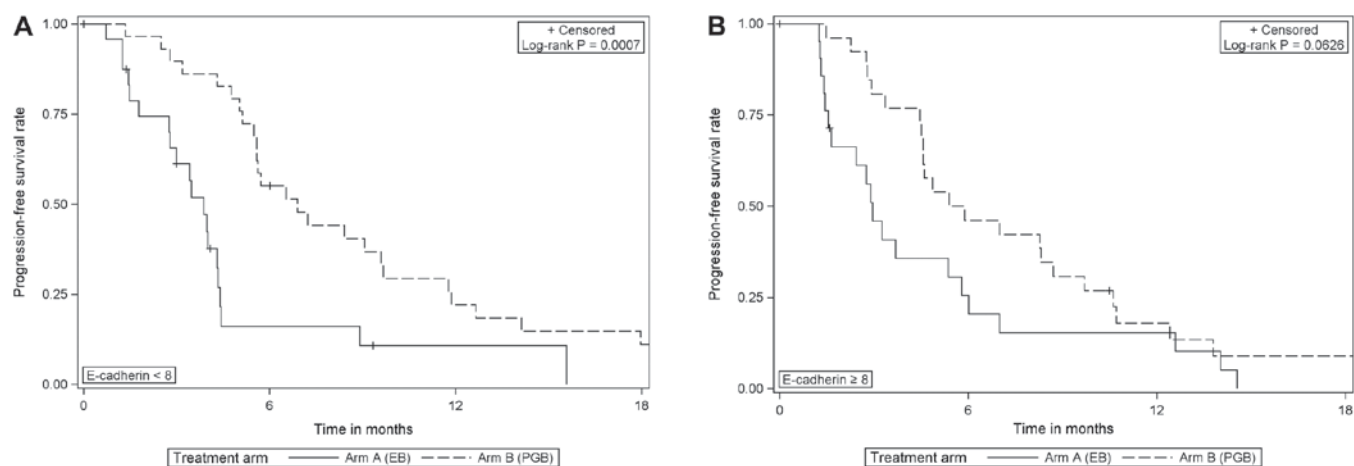 A
+ Censored
Log-rank P = 0.0007
1.00
0.75
0.50
0.25
0.00
Progression-free survival rate
E-cadherin < 8
0 6 12 18
Time in months
Treatment arm Arm A (EB) Arm B (PGB)
B
+ Censored
Log-rank P = 0.0626
1.00
0.75
0.50
0.25
0.00
Progression-free survival rate
E-cadherin ≥ 8
0 6 12 18
Time in months
Treatment arm Arm A (EB) Arm B (PGB)